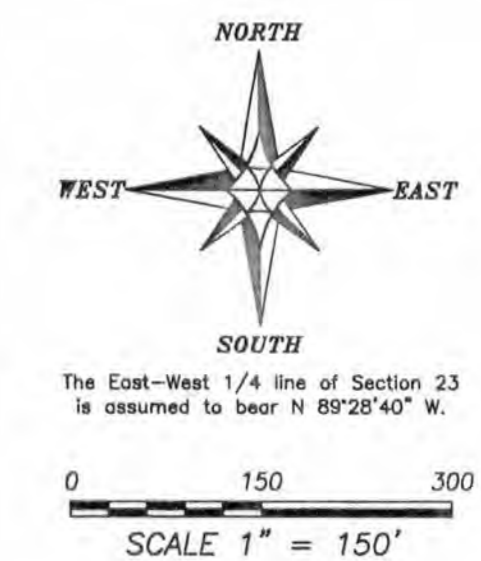 NORTH
WEST EAST
SOUTH
The East-West 1/4 line of Section 23
is assumed to bear N 89°28'40" W.
0 150 300
SCALE 1" = 150'